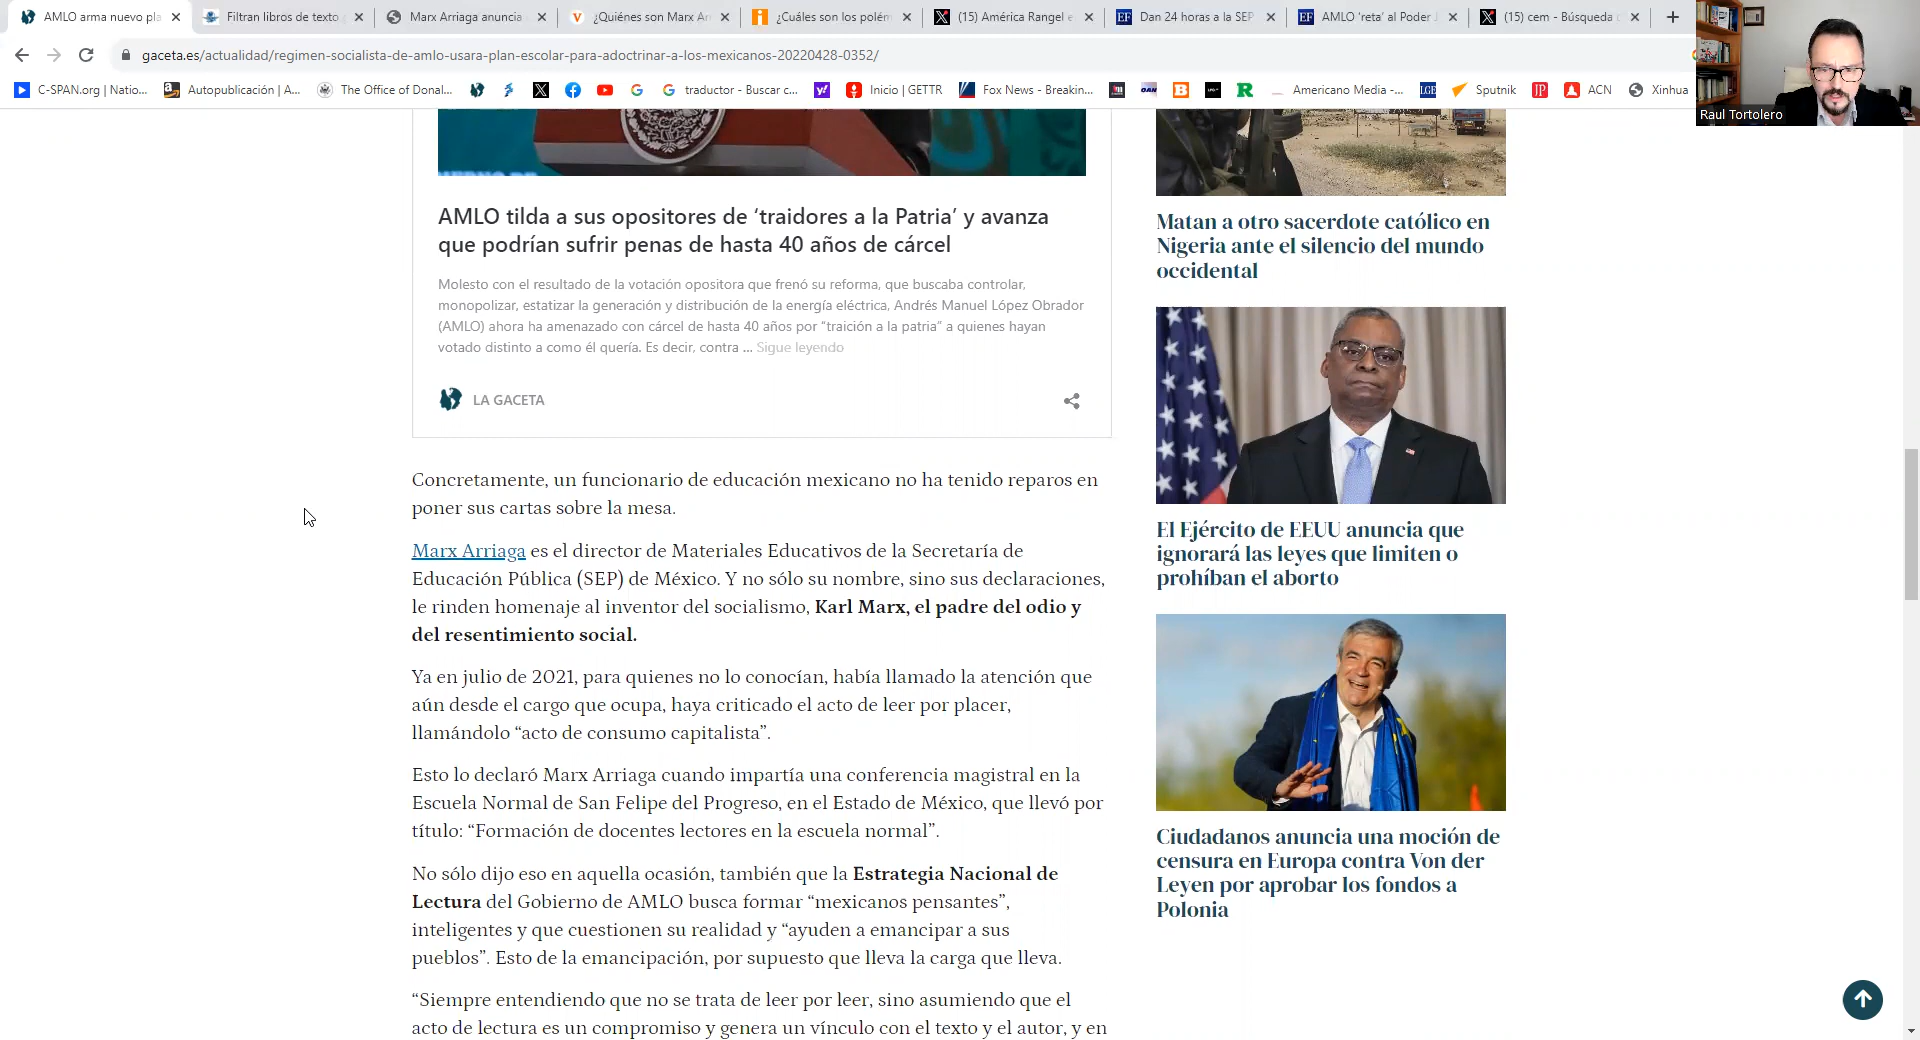 AMLO arma nuevo pla
Filtran libros de texto
Marx Arriaga anuncia
¿Quiénes son Marx Ar
¿Cuáles son los polém
(15) América Rangel e
Dan 24 horas a la SEP
AMLO 'reta' al Poder J
(15) cem - Búsqueda
gaceta.es/actualidad/regimen-socialista-de-amlo-usara-plan-escolar-para-adoctrinar-a-los-mexicanos-20220428-0352/
C-SPAN.org | Natio...
Autopublicación | A...
The Office of Donal...
traductor - Buscar c...
Inicio | GETTR
Fox News - Breakin...
Americano Media -...
Sputnik
ACN
Xinhua
Raul Tortolero
AMLO tilda a sus opositores de ‘traidores a la Patria’ y avanza
que podrían sufrir penas de hasta 40 años de cárcel
Molesto con el resultado de la votación opositora que frenó su reforma, que buscaba controlar,
monopolizar, estatizar la generación y distribución de la energía eléctrica, Andrés Manuel López Obrador
(AMLO) ahora ha amenazado con cárcel de hasta 40 años por “traición a la patria” a quienes hayan
votado distinto a como él quería. Es decir, contra ... Sigue leyendo
LA GACETA
Concretamente, un funcionario de educación mexicano no ha tenido reparos en
poner sus cartas sobre la mesa.
Marx Arriaga es el director de Materiales Educativos de la Secretaría de
Educación Pública (SEP) de México. Y no sólo su nombre, sino sus declaraciones,
le rinden homenaje al inventor del socialismo, Karl Marx, el padre del odio y
del resentimiento social.
Ya en julio de 2021, para quienes no lo conocían, había llamado la atención que
aún desde el cargo que ocupa, haya criticado el acto de leer por placer,
llamándolo “acto de consumo capitalista”.
Esto lo declaró Marx Arriaga cuando impartía una conferencia magistral en la
Escuela Normal de San Felipe del Progreso, en el Estado de México, que llevó por
título: “Formación de docentes lectores en la escuela normal”.
No sólo dijo eso en aquella ocasión, también que la Estrategia Nacional de
Lectura del Gobierno de AMLO busca formar “mexicanos pensantes”,
inteligentes y que cuestionen su realidad y “ayuden a emancipar a sus
pueblos”. Esto de la emancipación, por supuesto que lleva la carga que lleva.
“Siempre entendiendo que no se trata de leer por leer, sino asumiendo que el
acto de lectura es un compromiso y genera un vínculo con el texto y el autor, y en
Matan a otro sacerdote católico en
Nigeria ante el silencio del mundo
occidental
El Ejército de EEUU anuncia que
ignorará las leyes que limiten o
prohíban el aborto
Ciudadanos anuncia una moción de
censura en Europa contra Von der
Leyen por aprobar los fondos a
Polonia